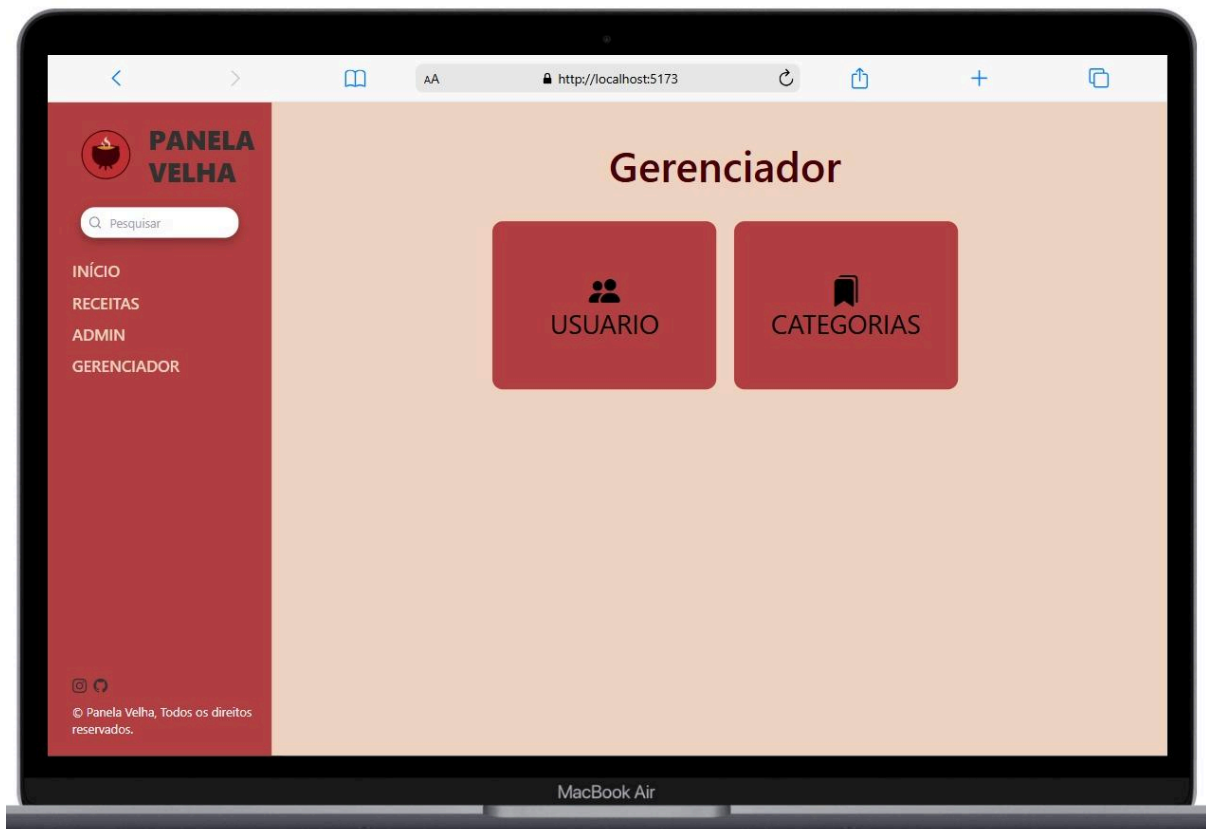 AA
http://localhost:5173
PANELA
VELHA
Pesquisar
INÍCIO
RECEITAS
ADMIN
GERENCIADOR
© Panela Velha, Todos os direitos
reservados.
Gerenciador
USUARIO
CATEGORIAS
MacBook Air